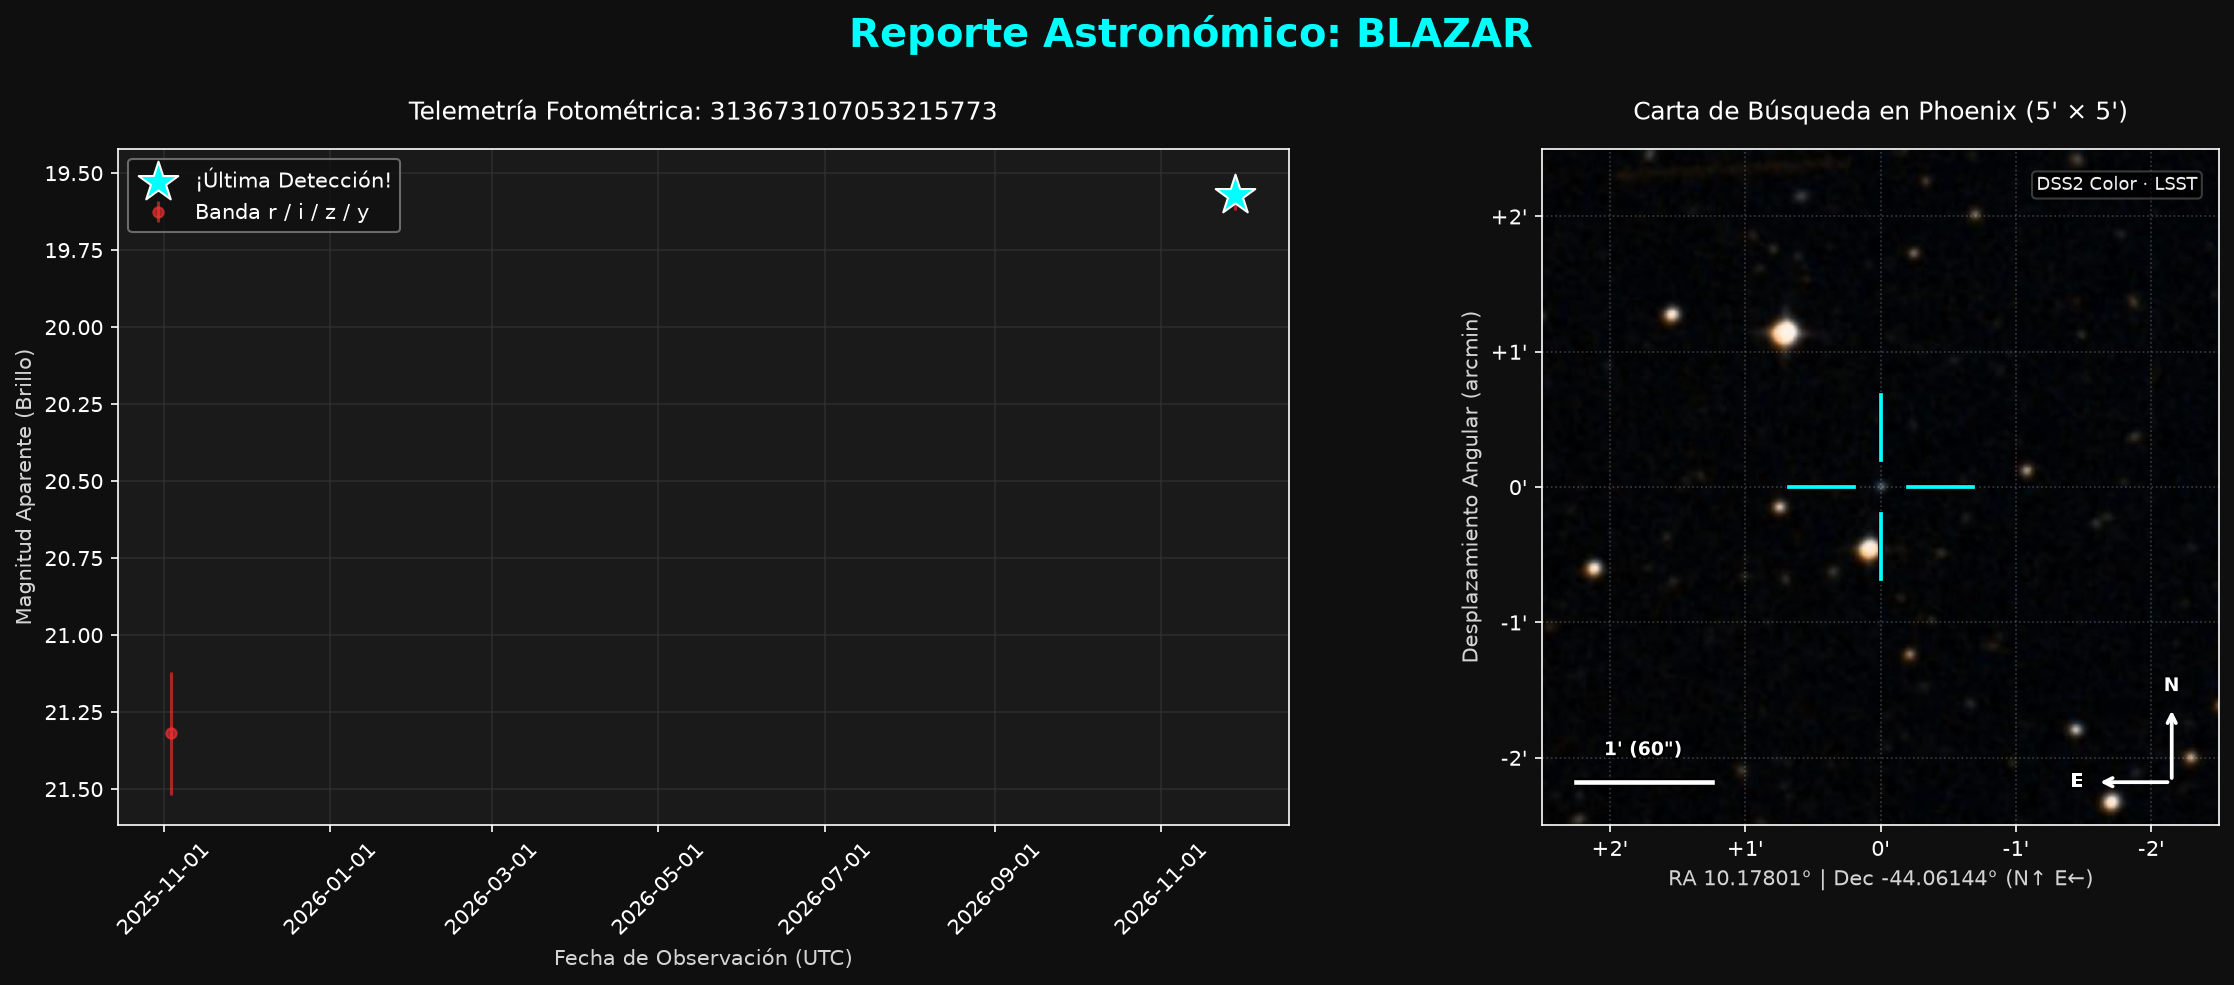 Reporte Astronómico: BLAZAR
Telemetría Fotométrica: 313673107053215773
¡Última Detección!
Banda r / i / z / y
Magnitud Aparente (Brillo)
19.50
19.75
20.00
20.25
20.50
20.75
21.00
21.25
21.50
2025-11-01
2026-01-01
2026-03-01
2026-05-01
2026-07-01
2026-09-01
2026-11-01
Fecha de Observación (UTC)
Carta de Búsqueda en Phoenix (5' × 5')
DSS2 Color · LSST
Desplazamiento Angular (arcmin)
+2'
+1'
0'
-1'
-2'
N
E
1' (60")
+2'
+1'
0'
-1'
-2'
RA 10.17801° | Dec -44.06144° (N↑ E←)